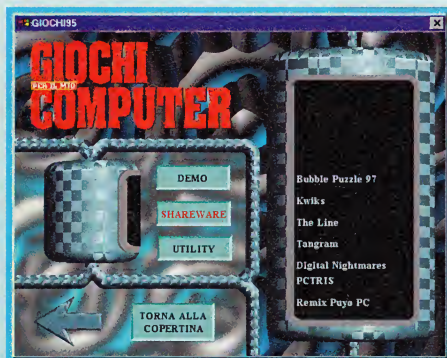 GIOCHI95
GIOCHI
PER IL MIO
COMPUTER
DEMO
SHAREWARE
UTILITY
TORNA ALLA
COPERTINA
Bubble Puzzle 97
Kwiks
The Line
Tangram
Digital Nightmares
PCTRIS
Remix Puyo PC